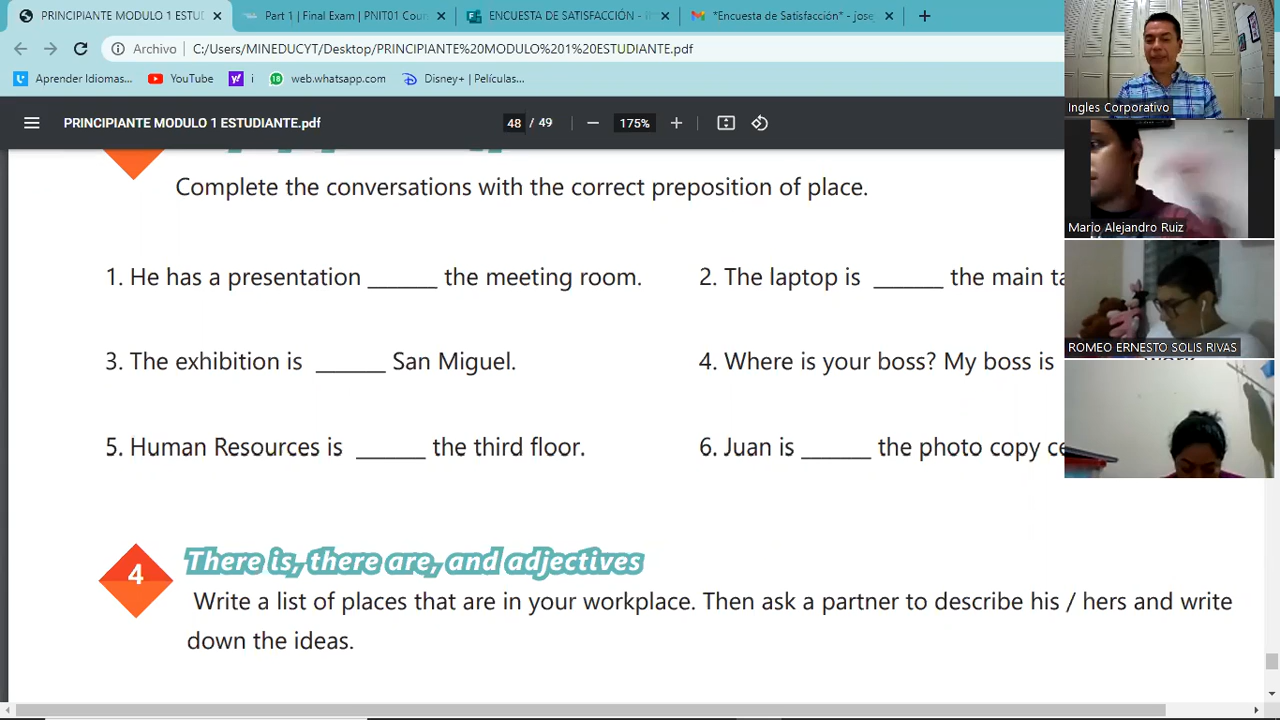 PRINCIPIANTE MODULO 1 ESTUD
Part 1 | Final Exam | PNIT01 Cour
ENCUESTA DE SATISFACCIÓN -
*Encuesta de Satisfacción* - jose
Archivo | C:/Users/MINEDUCYT/Desktop/PRINCIPIANTE%20MODULO%201%20ESTUDIANTE.pdf
Aprender Idiomas...
YouTube
i
web.whatsapp.com
Disney+ | Películas,...
Ingles Corporativo
PRINCIPIANTE MODULO 1 ESTUDIANTE.pdf
48 / 49
175%
Complete the conversations with the correct preposition of place.
Mario Alejandro Ruiz
1. He has a presentation ______ the meeting room.
2. The laptop is ______ the main ta
ROMEO ERNESTO SOLIS RIVAS
3. The exhibition is ______ San Miguel.
4. Where is your boss? My boss is
5. Human Resources is ______ the third floor.
6. Juan is ______ the photo copy ce
4
There is, there are, and adjectives
Write a list of places that are in your workplace. Then ask a partner to describe his / hers and write
down the ideas.